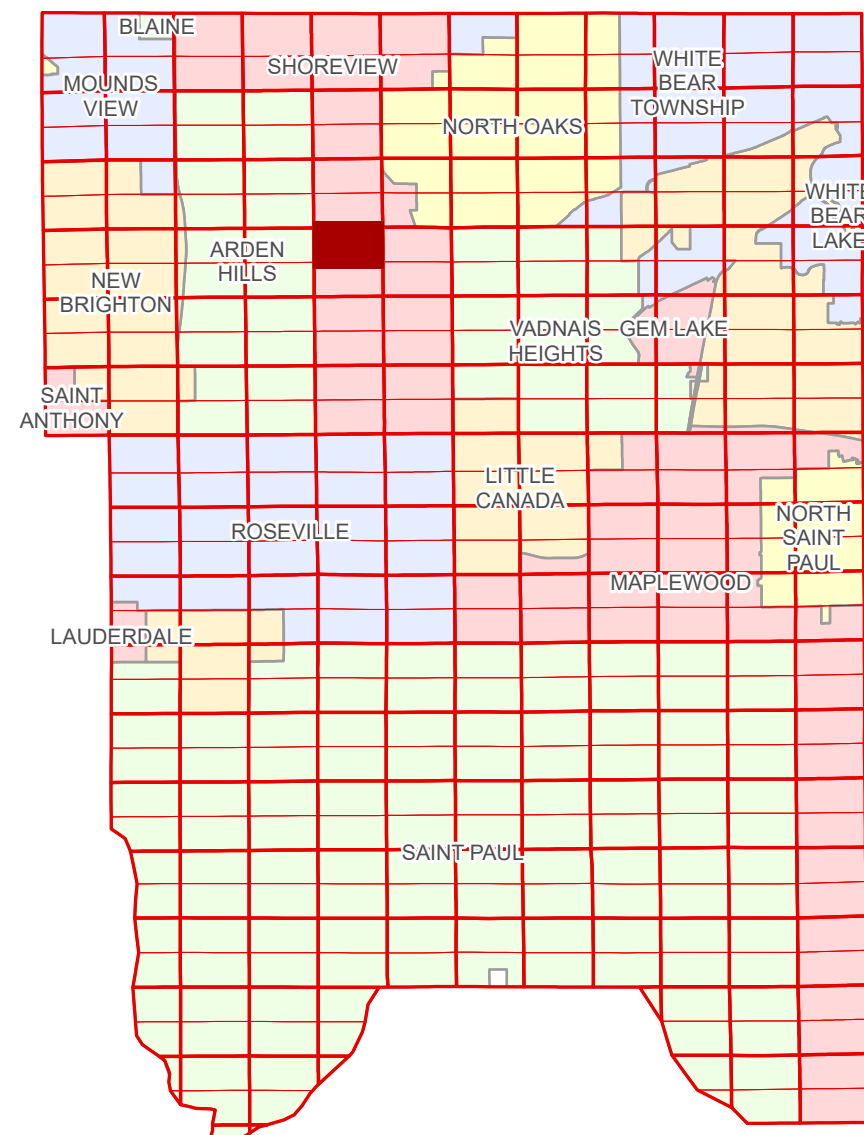 BLAINE
SHOREVIEW
WHITE
BEAR
TOWNSHIP
MOUNDS
VIEW
NORTH OAKS
WHITE
BEAR
LAKE
ARDEN
HILLS
NEW
BRIGHTON
VADNAIS
HEIGHTS
GEM LAKE
SAINT
ANTHONY
LITTLE
CANADA
NORTH
SAINT
PAUL
ROSEVILLE
MAPLEWOOD
LAUDERDALE
SAINT PAUL